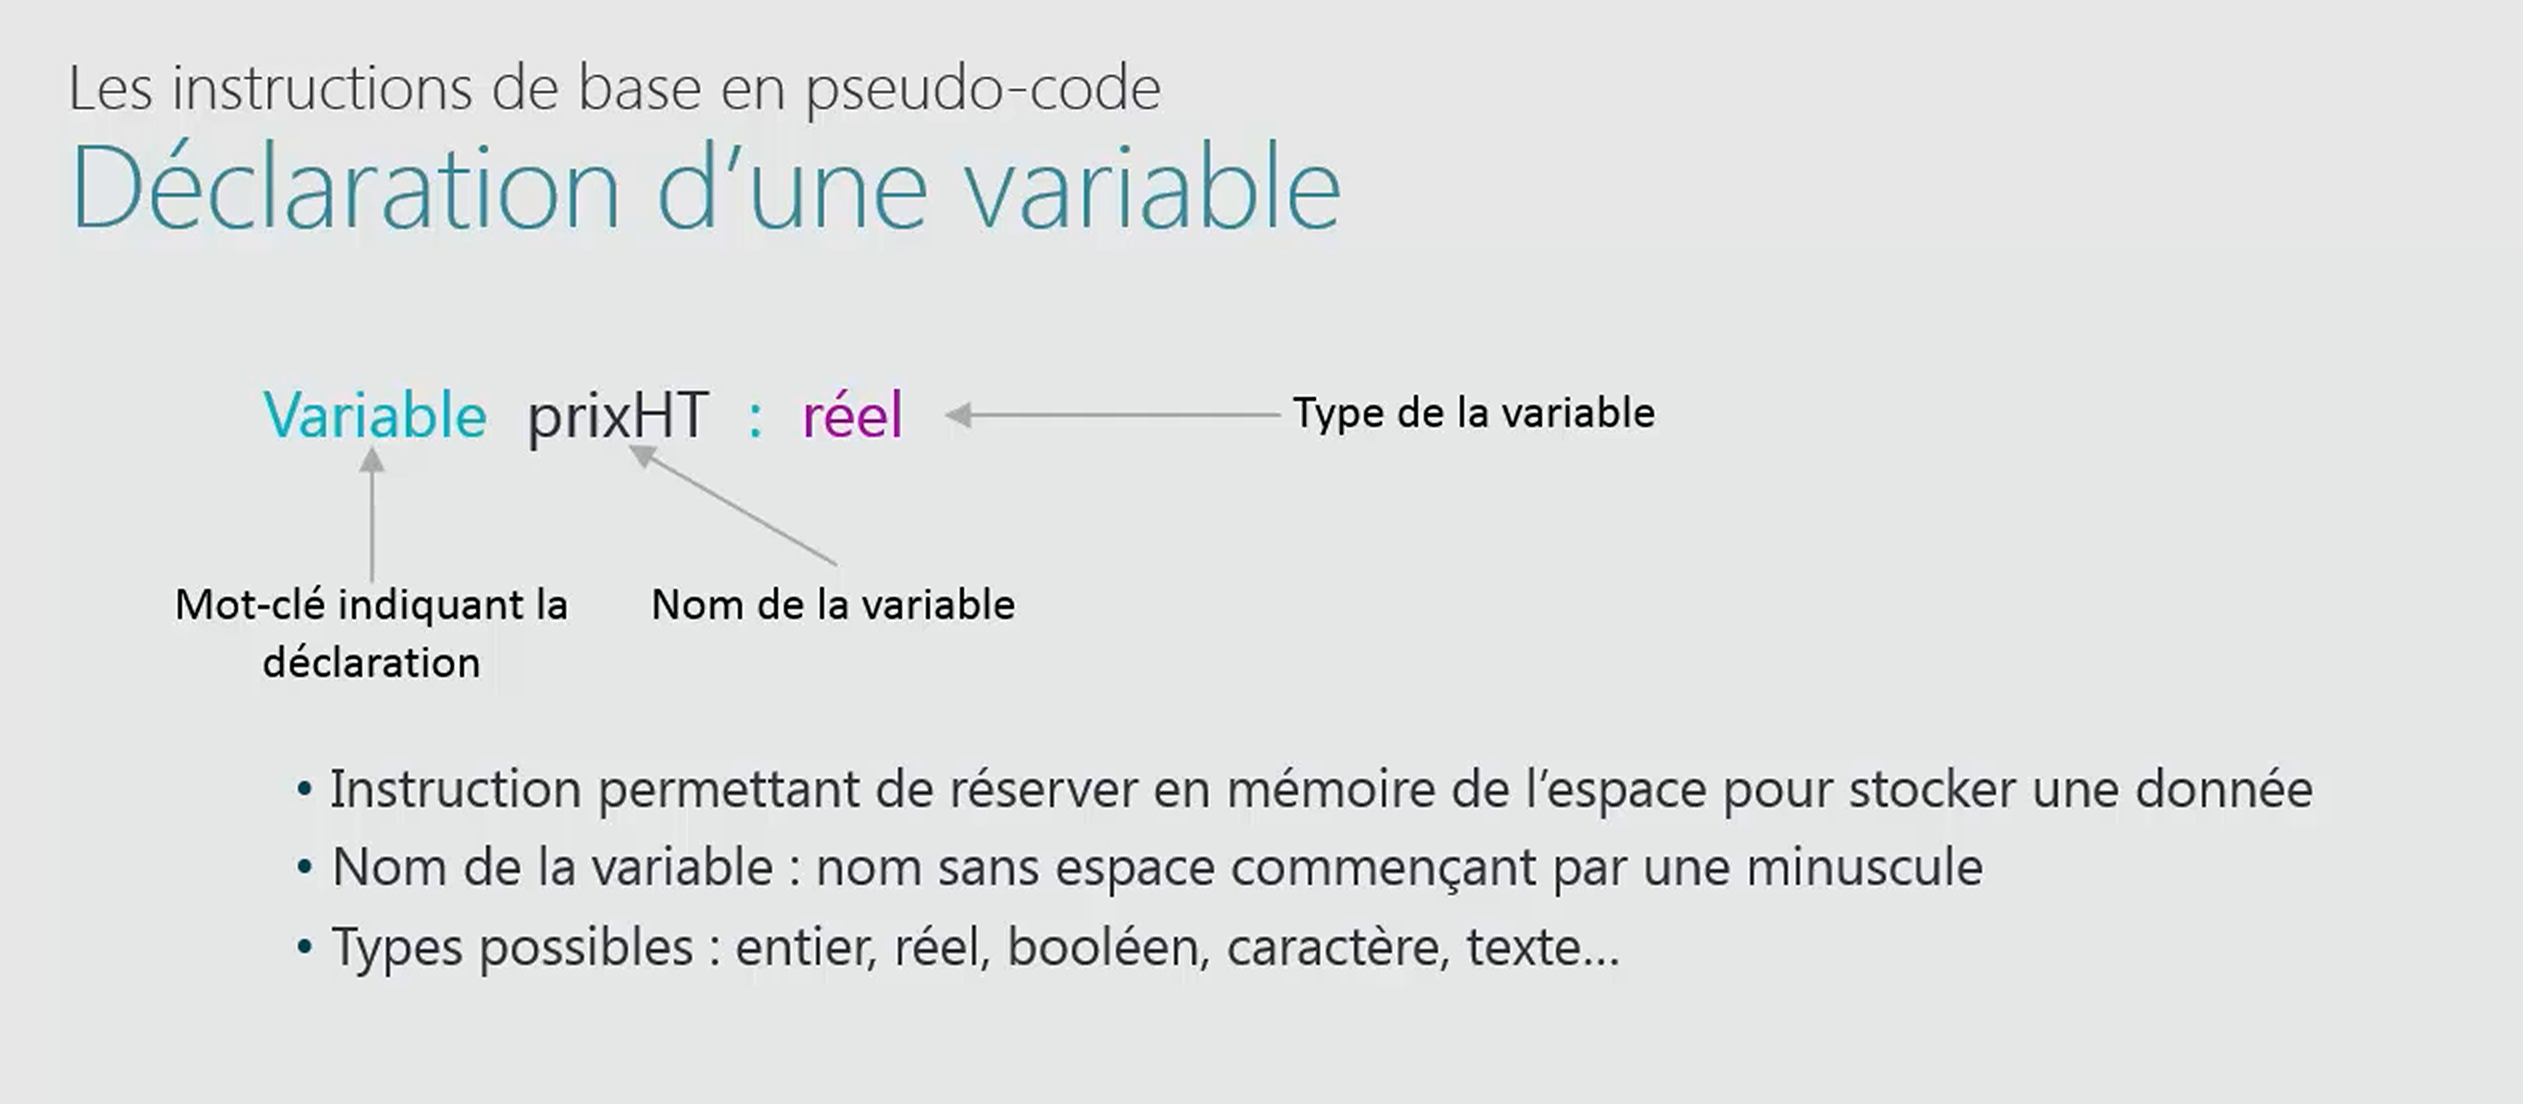 Les instructions de base en pseudo-code
Déclaration d’une variable
Variable prixHT : réel
Type de la variable
Mot-clé indiquant la
déclaration
Nom de la variable
• Instruction permettant de réserver en mémoire de l’espace pour stocker une donnée
• Nom de la variable : nom sans espace commençant par une minuscule
• Types possibles : entier, réel, booléen, caractère, texte...